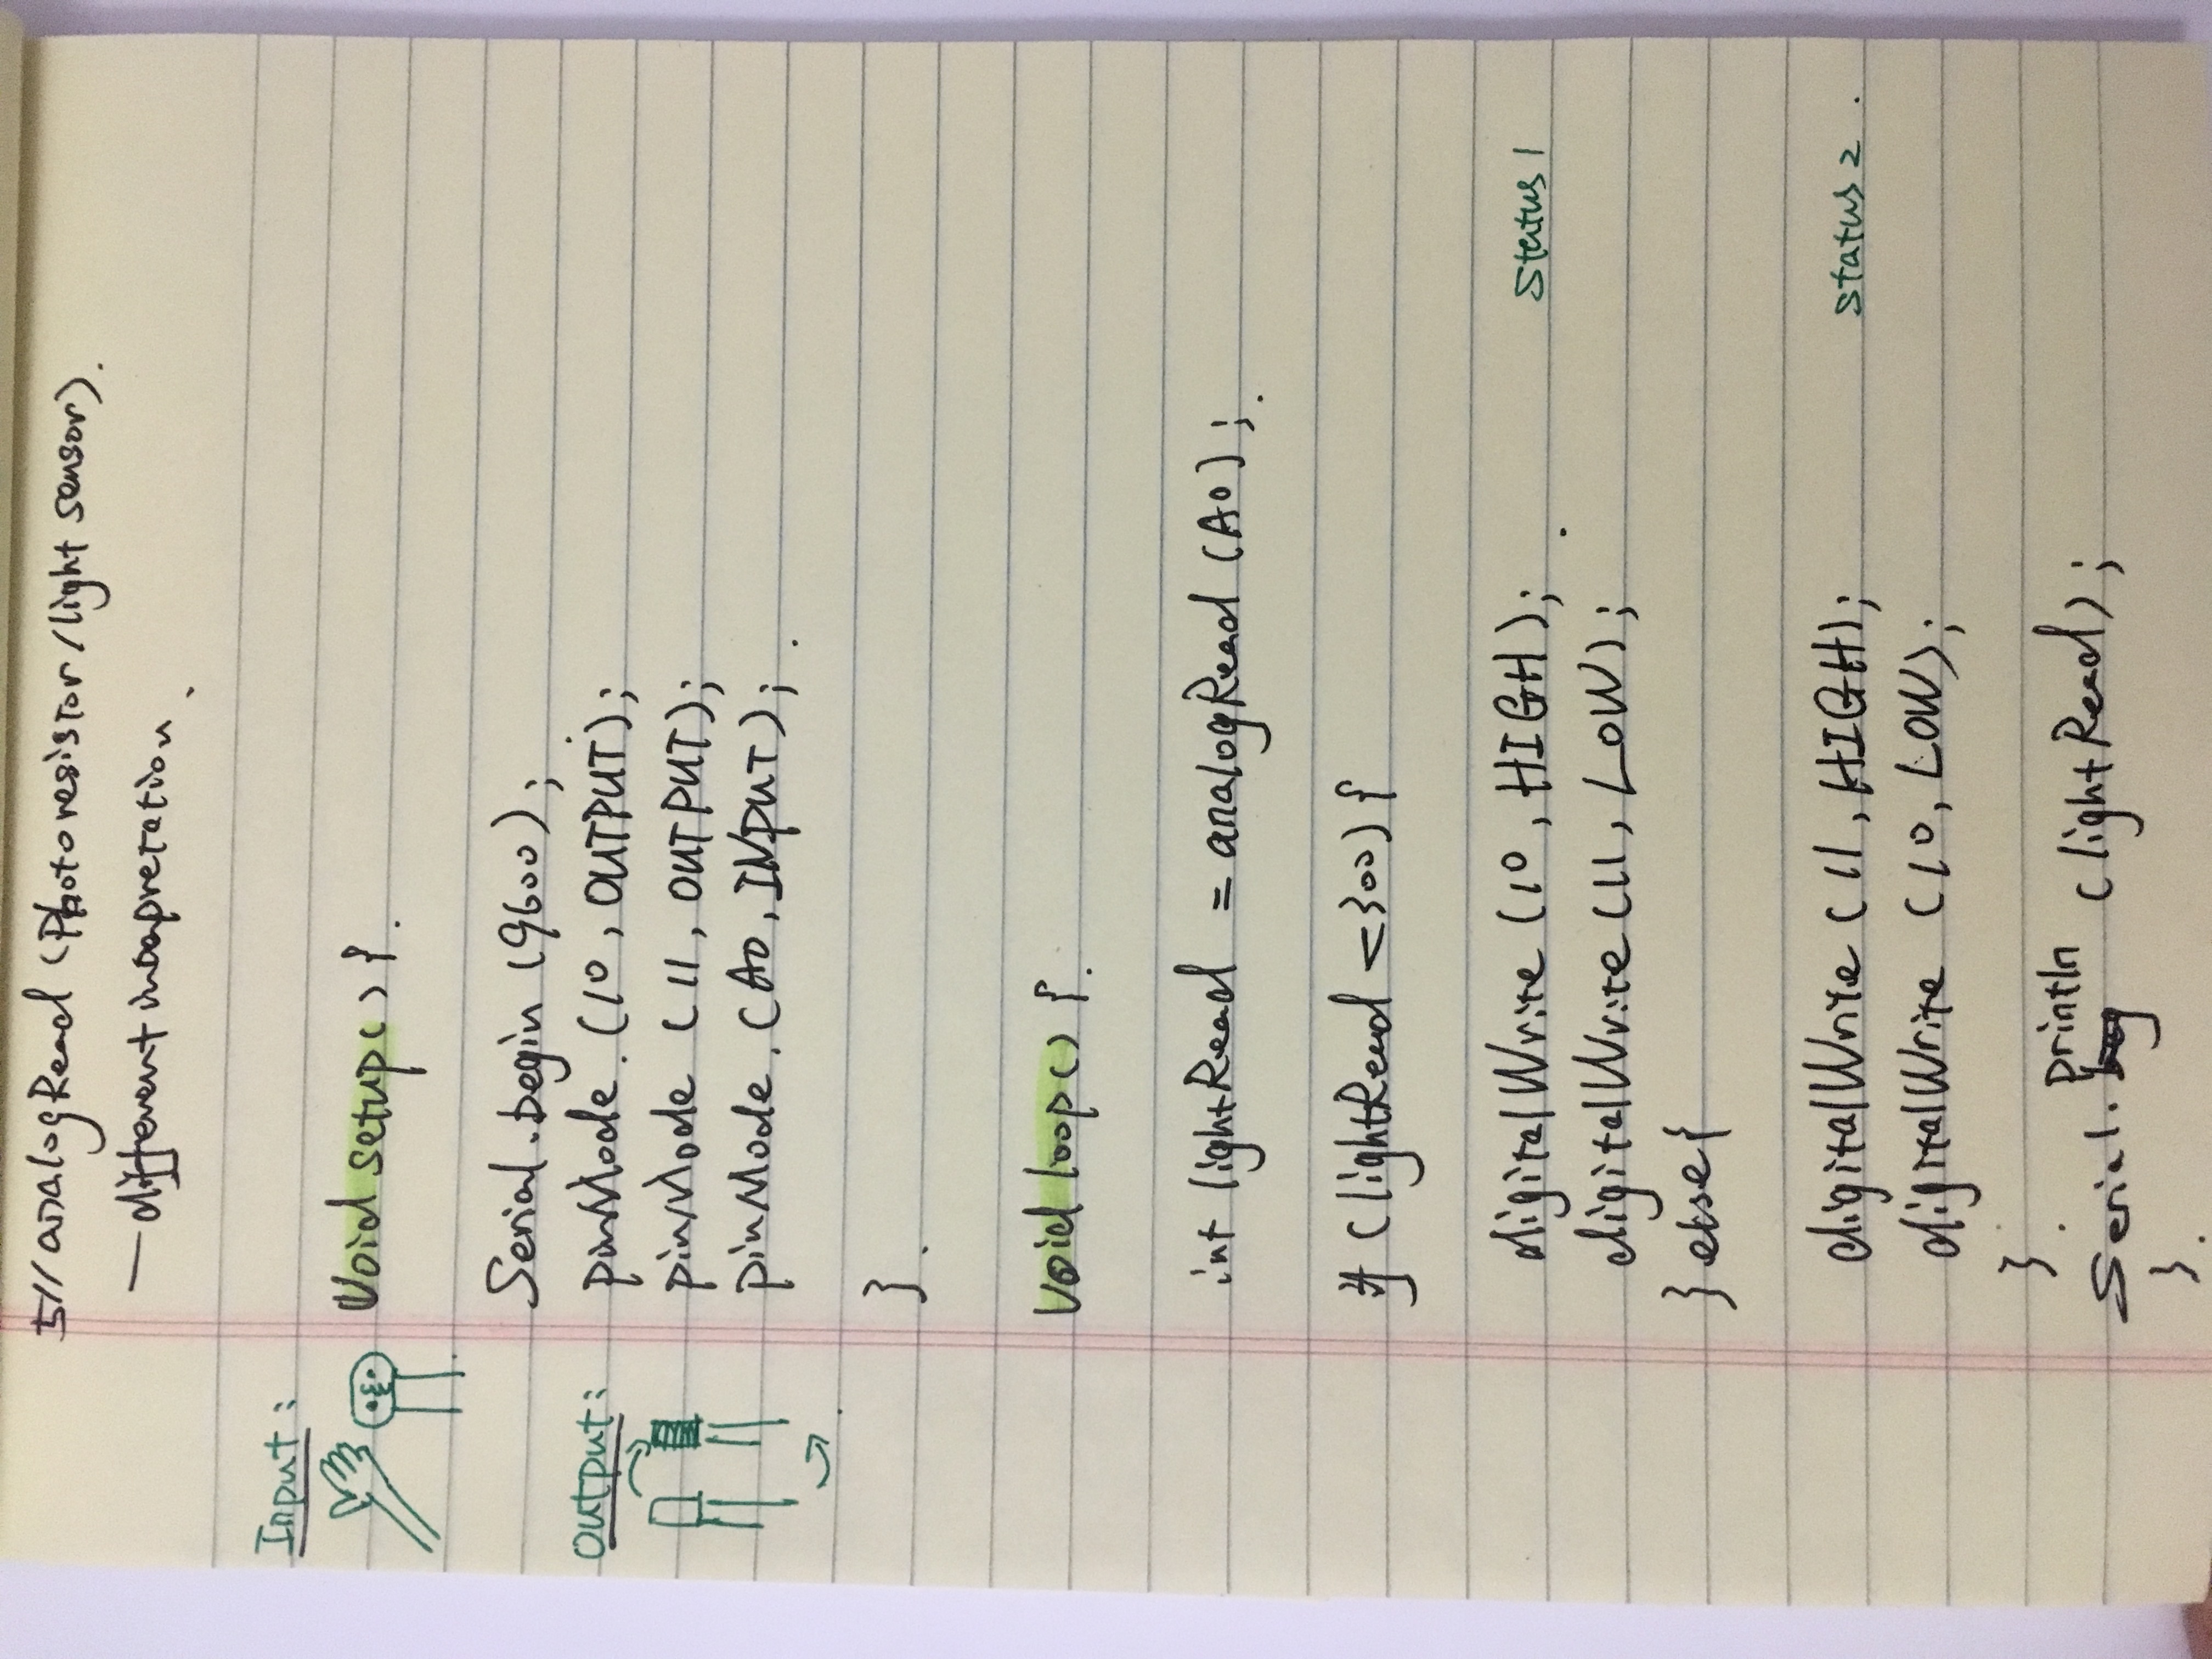 5// analogRead (Photoresistor/light sensor).
— different intepretation.
Input:
Void setup() {.
Serial.begin (9600);
Output:
pinMode. (10, OUTPUT);
pinMode (11, OUTPUT);
pinMode. (A0, INPUT);.
}.
Void loop() {.
int lightRead = analogRead (A0);.
if (lightRead <300) {
digitalWrite (10, HIGH);. Status 1
digitalWrite (11, LOW);
} else {
digitalWrite (11, HIGH); Status 2.
digitalWrite (10, LOW);
}.
Serial.println (lightRead);
}.